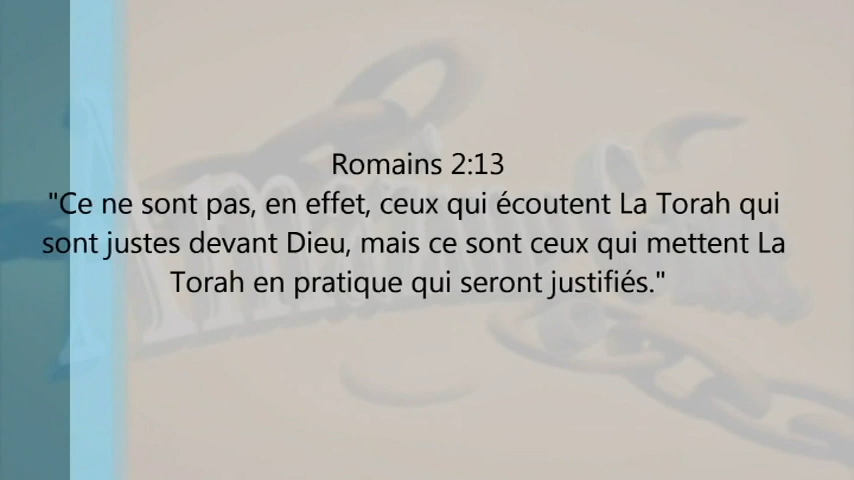 Romains 2:13
"Ce ne sont pas, en effet, ceux qui écoutent La Torah qui
sont justes devant Dieu, mais ce sont ceux qui mettent La
Torah en pratique qui seront justifiés."